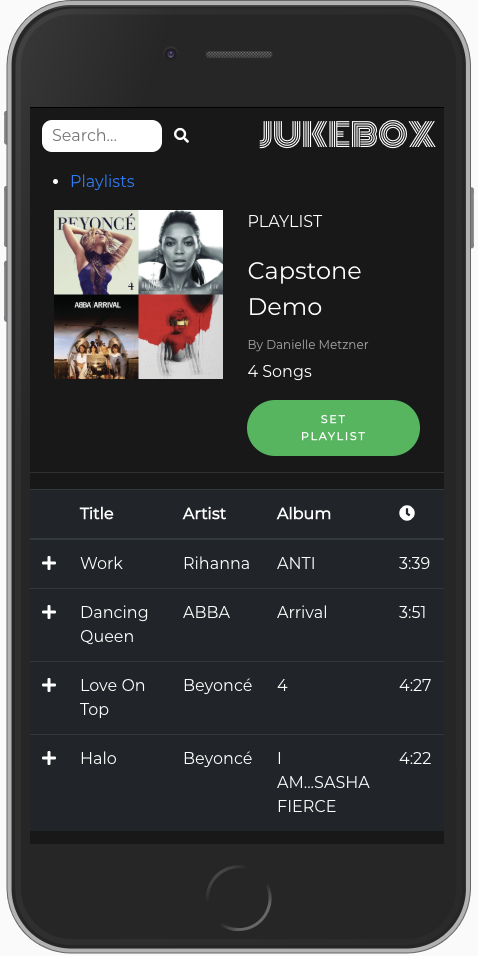 Search...
JUKEBOX
Playlists
BEYONCÉ
4
ABBA ARRIVAL
PLAYLIST
Capstone
Demo
By Danielle Metzner
4 Songs
SET
PLAYLIST
Title Artist Album
Work Rihanna ANTI 3:39
Dancing ABBA Arrival 3:51
Queen
Love On Beyoncé 4 4:27
Top
Halo Beyoncé I 4:22
AM...SASHA
FIERCE